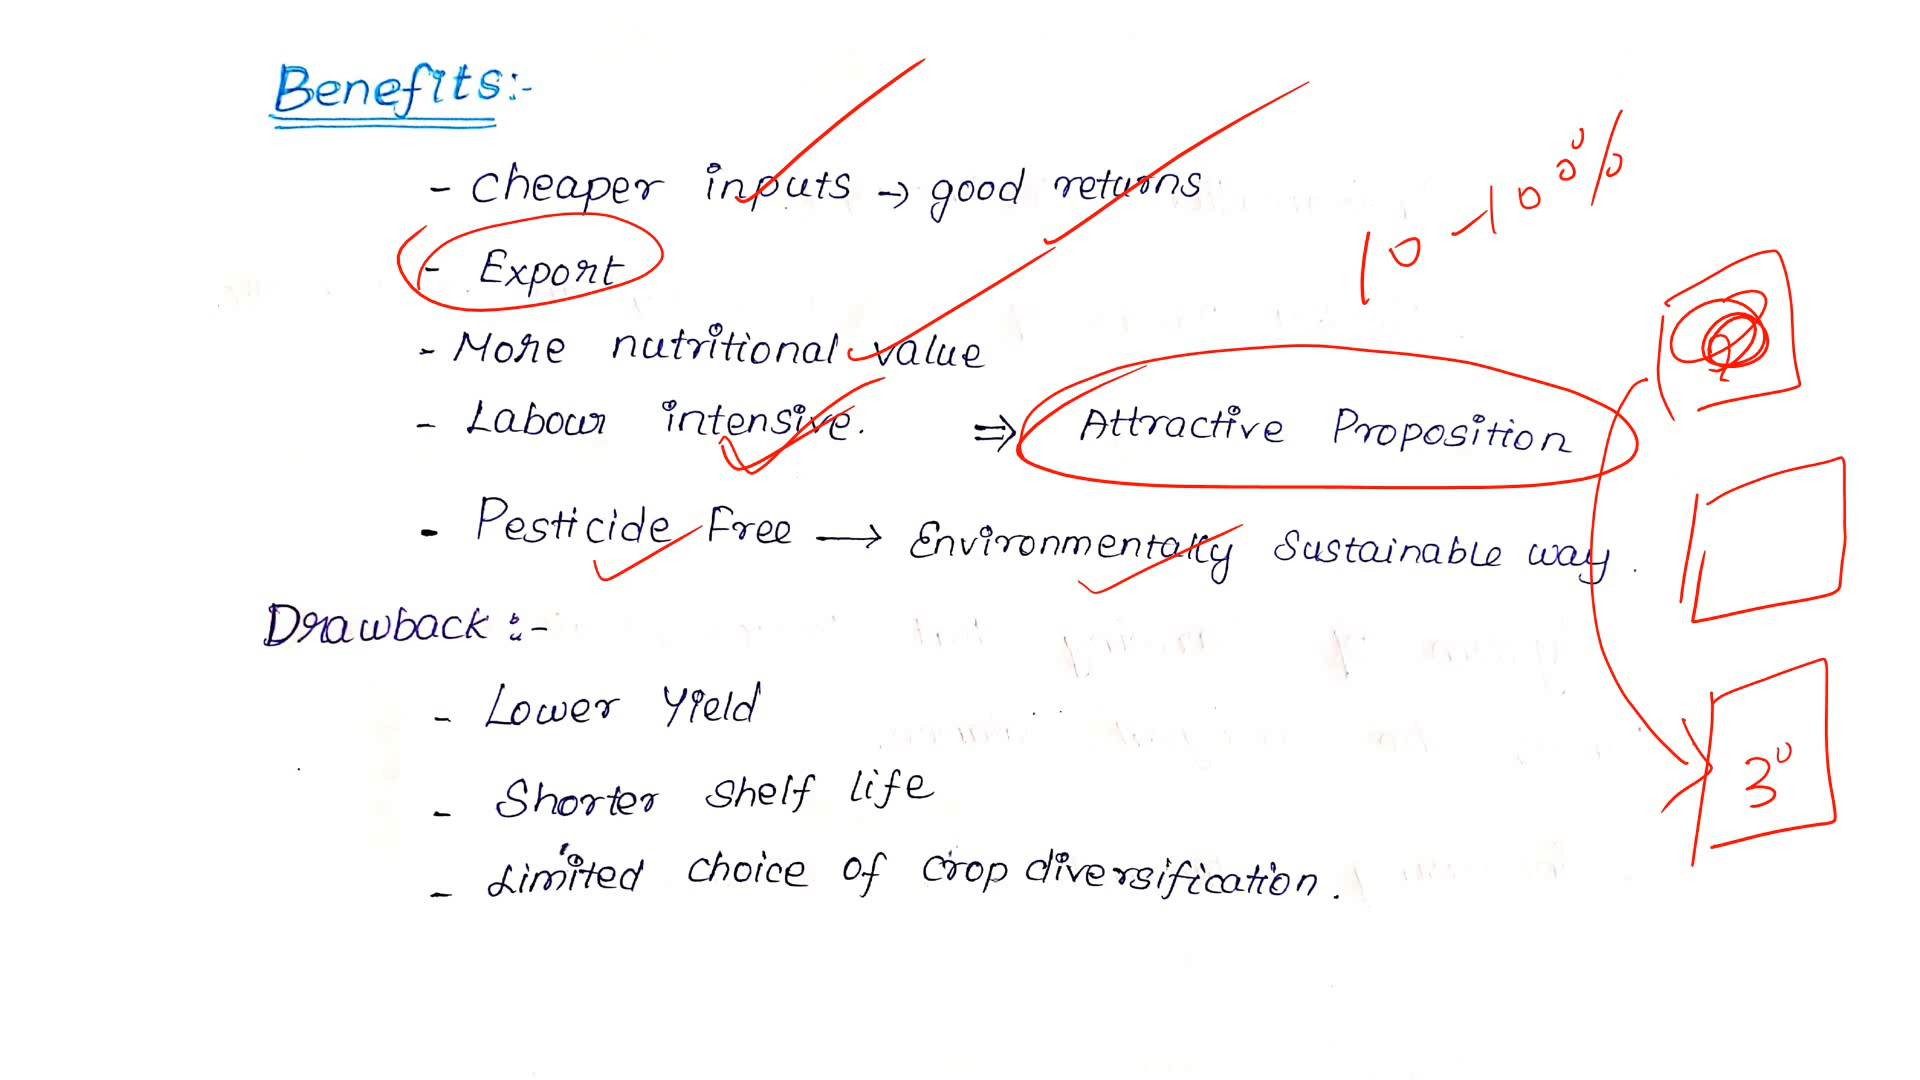 Benefits:-
- Cheaper inputs → good returns
- Export
- More nutritional value
- Labour intensive. ⇒ Attractive Proposition
- Pesticide Free → Environmentally Sustainable way.
Drawback :-
- Lower Yield
- Shorter Shelf life
- Limited choice of crop diversification.
10-100%
3°